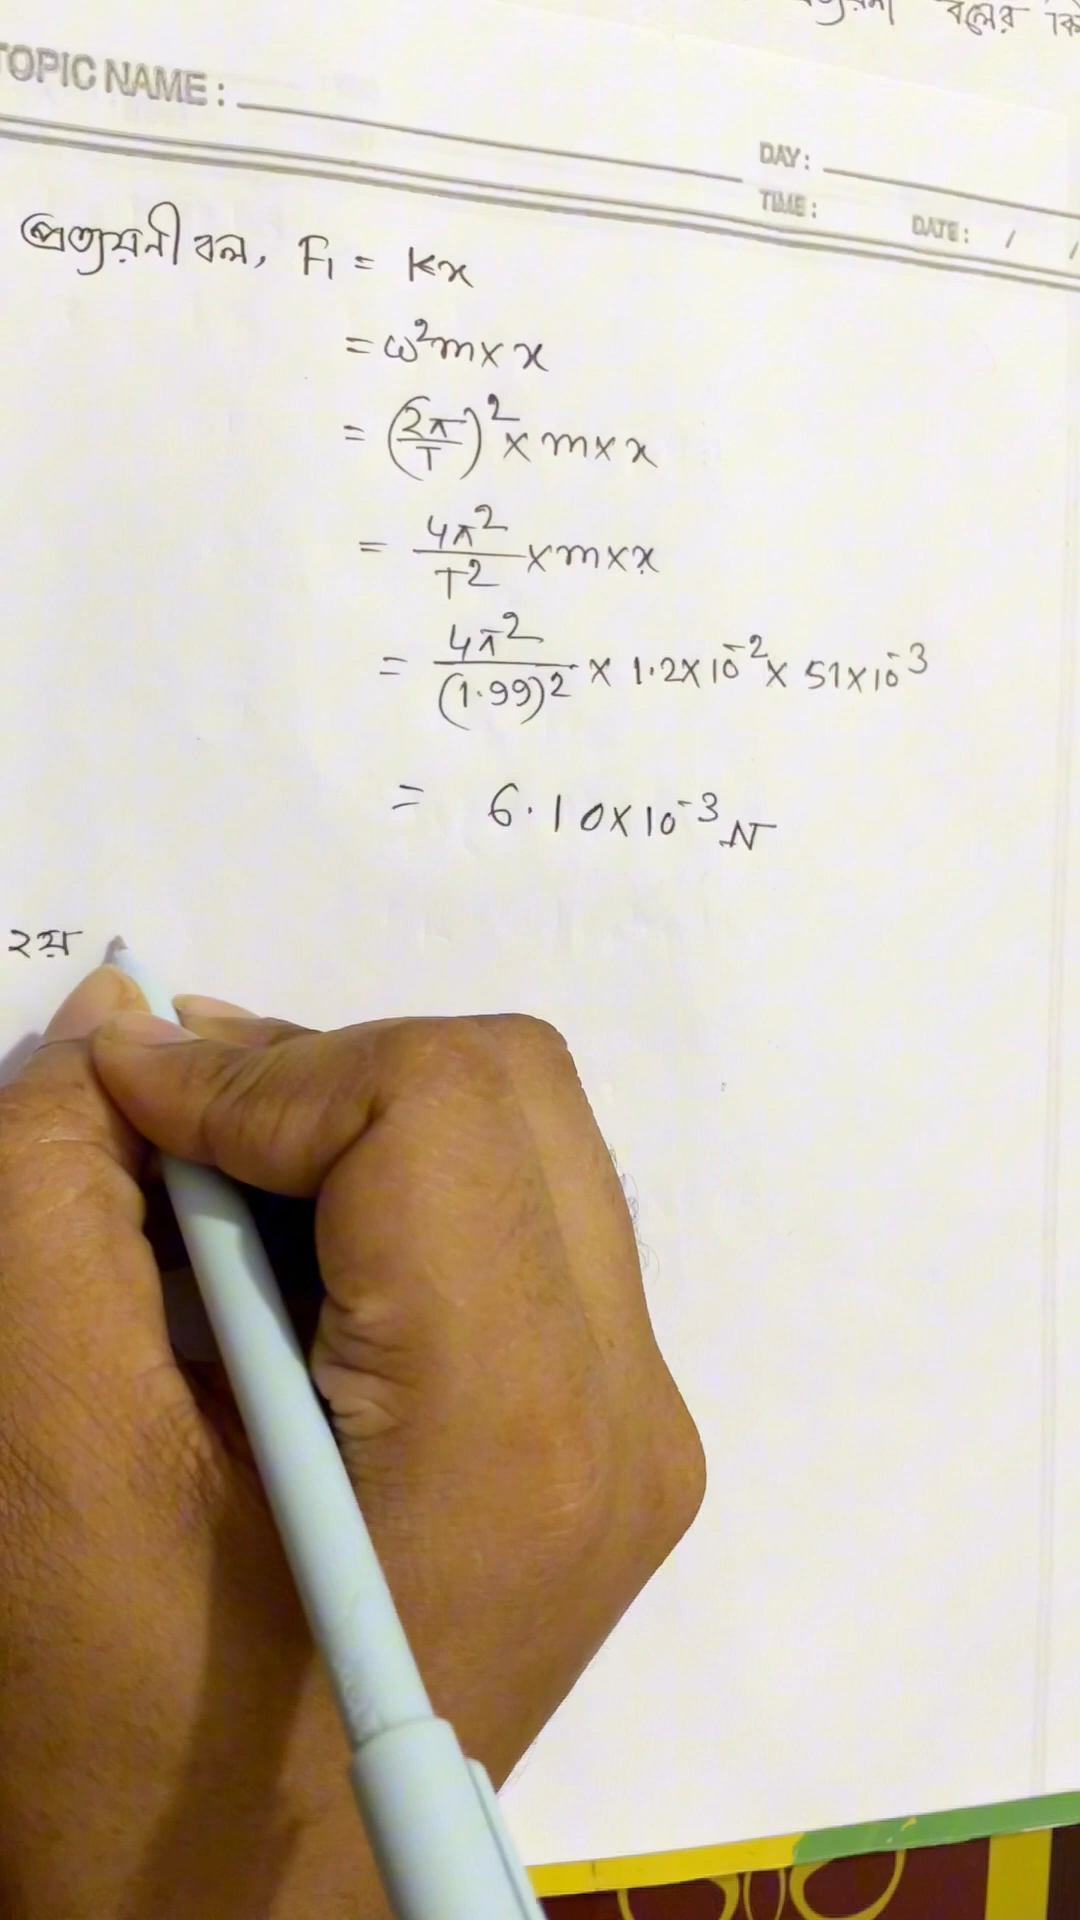 বলের
TOPIC NAME :
DAY :
TIME :
DATE : / /
প্রত্যয়নী বল, F₁ = Kx
= ω²m × x
= (2π/T)² × m × x
= 4π²/T² × m × x
= 4π²/(1.99)² × 1.2 × 10⁻² × 51 × 10⁻³
= 6.10 × 10⁻³ N
২য়